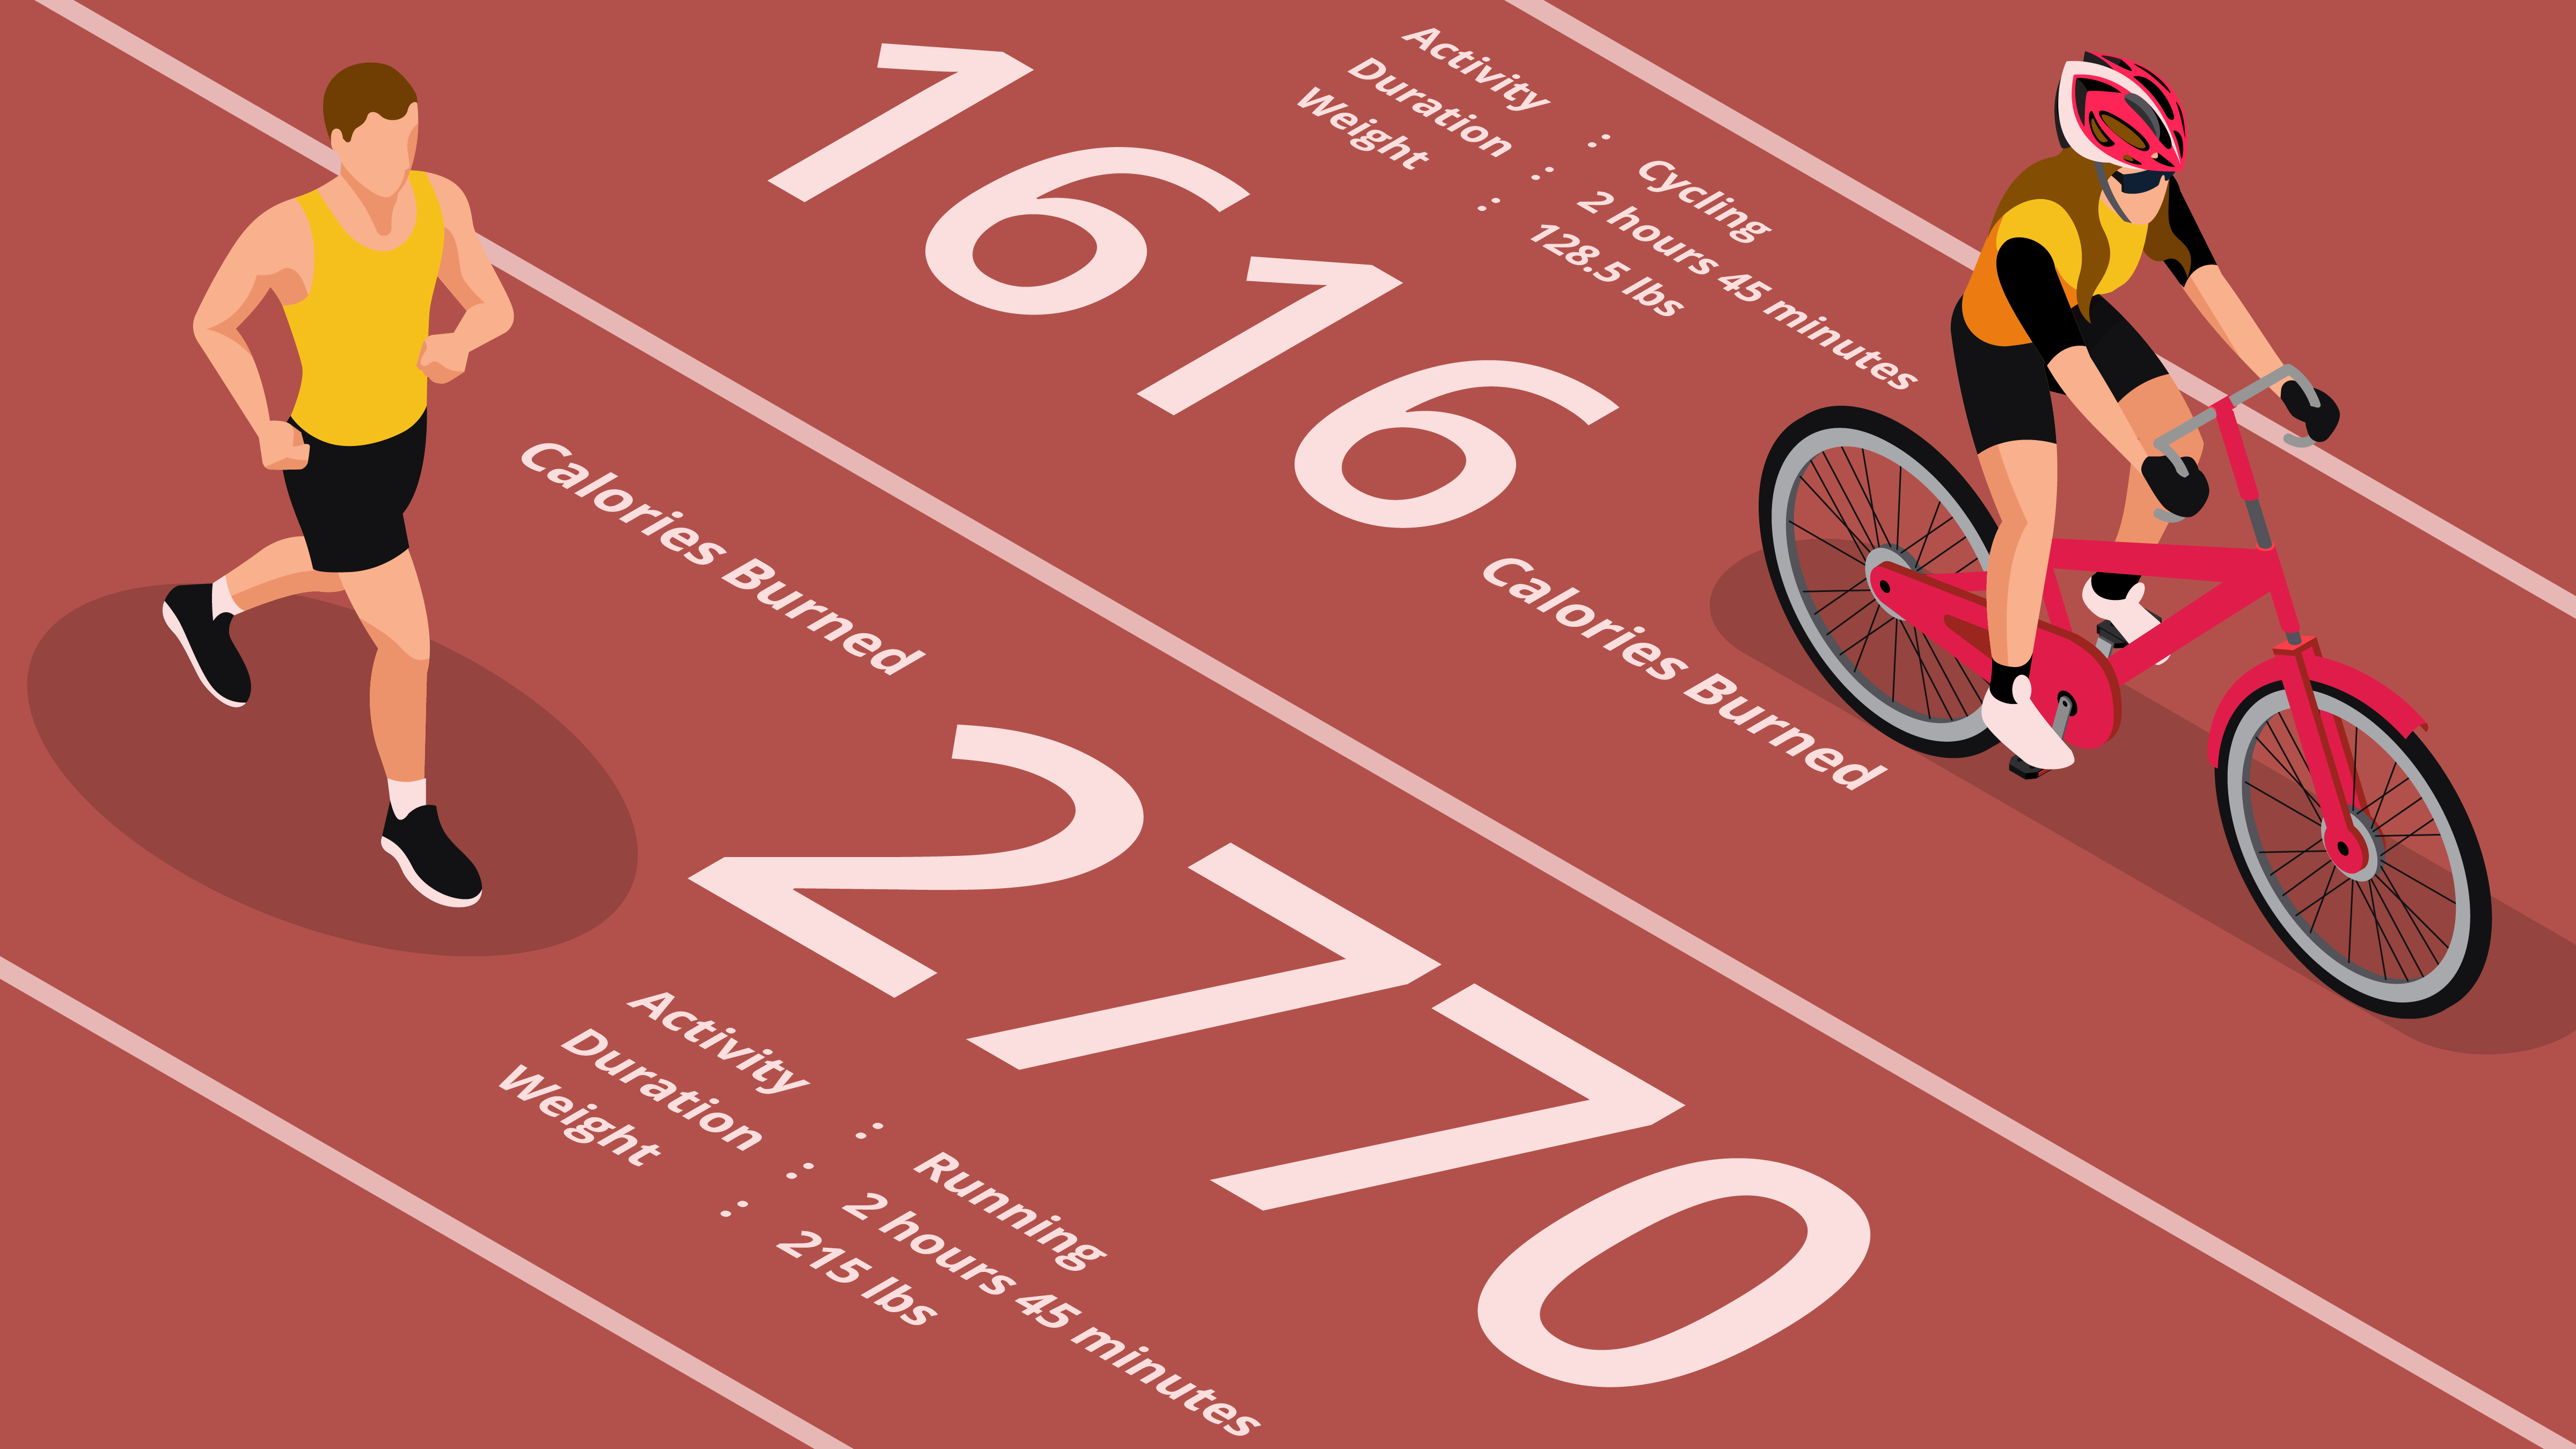 1616
Calories Burned
Activity : Cycling
Duration : 2 hours 45 minutes
Weight : 128.5 lbs
Calories Burned
2770
Activity : Running
Duration : 2 hours 45 minutes
Weight : 215 lbs